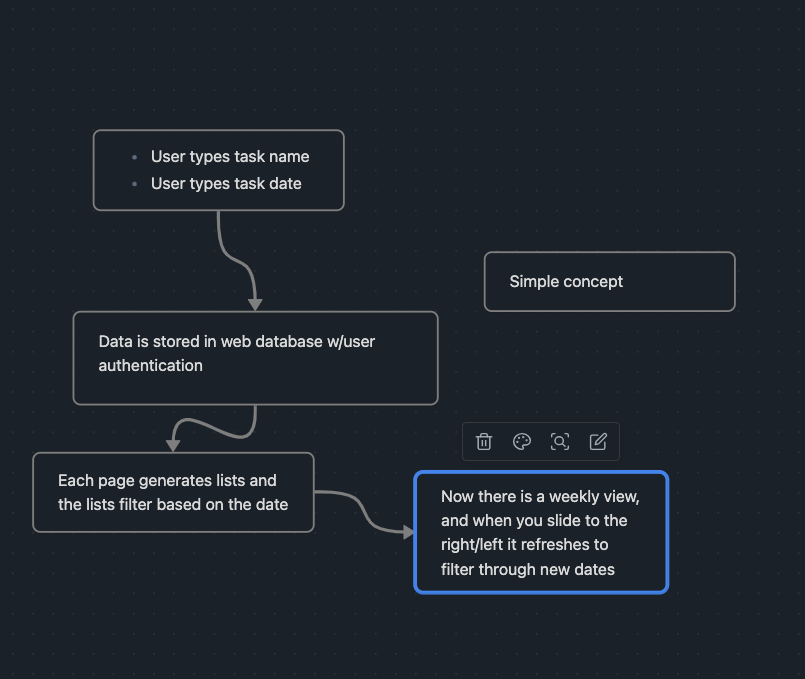 User types task name
User types task date
Simple concept
Data is stored in web database w/user
authentication
Each page generates lists and
the lists filter based on the date
Now there is a weekly view,
and when you slide to the
right/left it refreshes to
filter through new dates